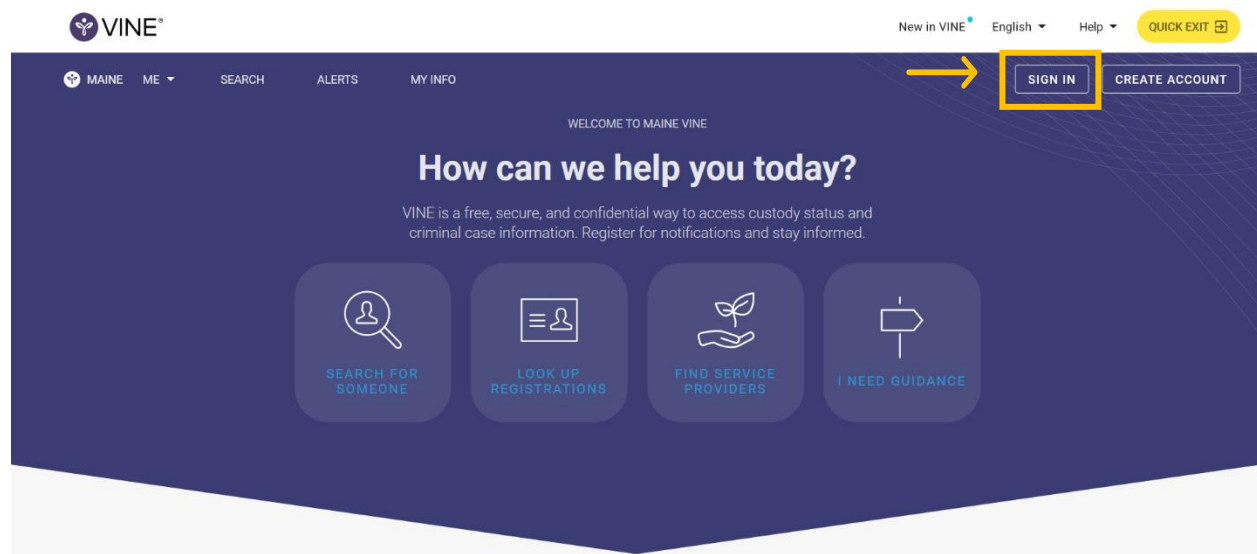 VINE®
New in VINE English Help QUICK EXIT
MAINE ME SEARCH ALERTS MY INFO SIGN IN CREATE ACCOUNT
WELCOME TO MAINE VINE
How can we help you today?
VINE is a free, secure, and confidential way to access custody status and
criminal case information. Register for notifications and stay informed.
SEARCH FOR
SOMEONE
LOOK UP
REGISTRATIONS
FIND SERVICE
PROVIDERS
I NEED GUIDANCE